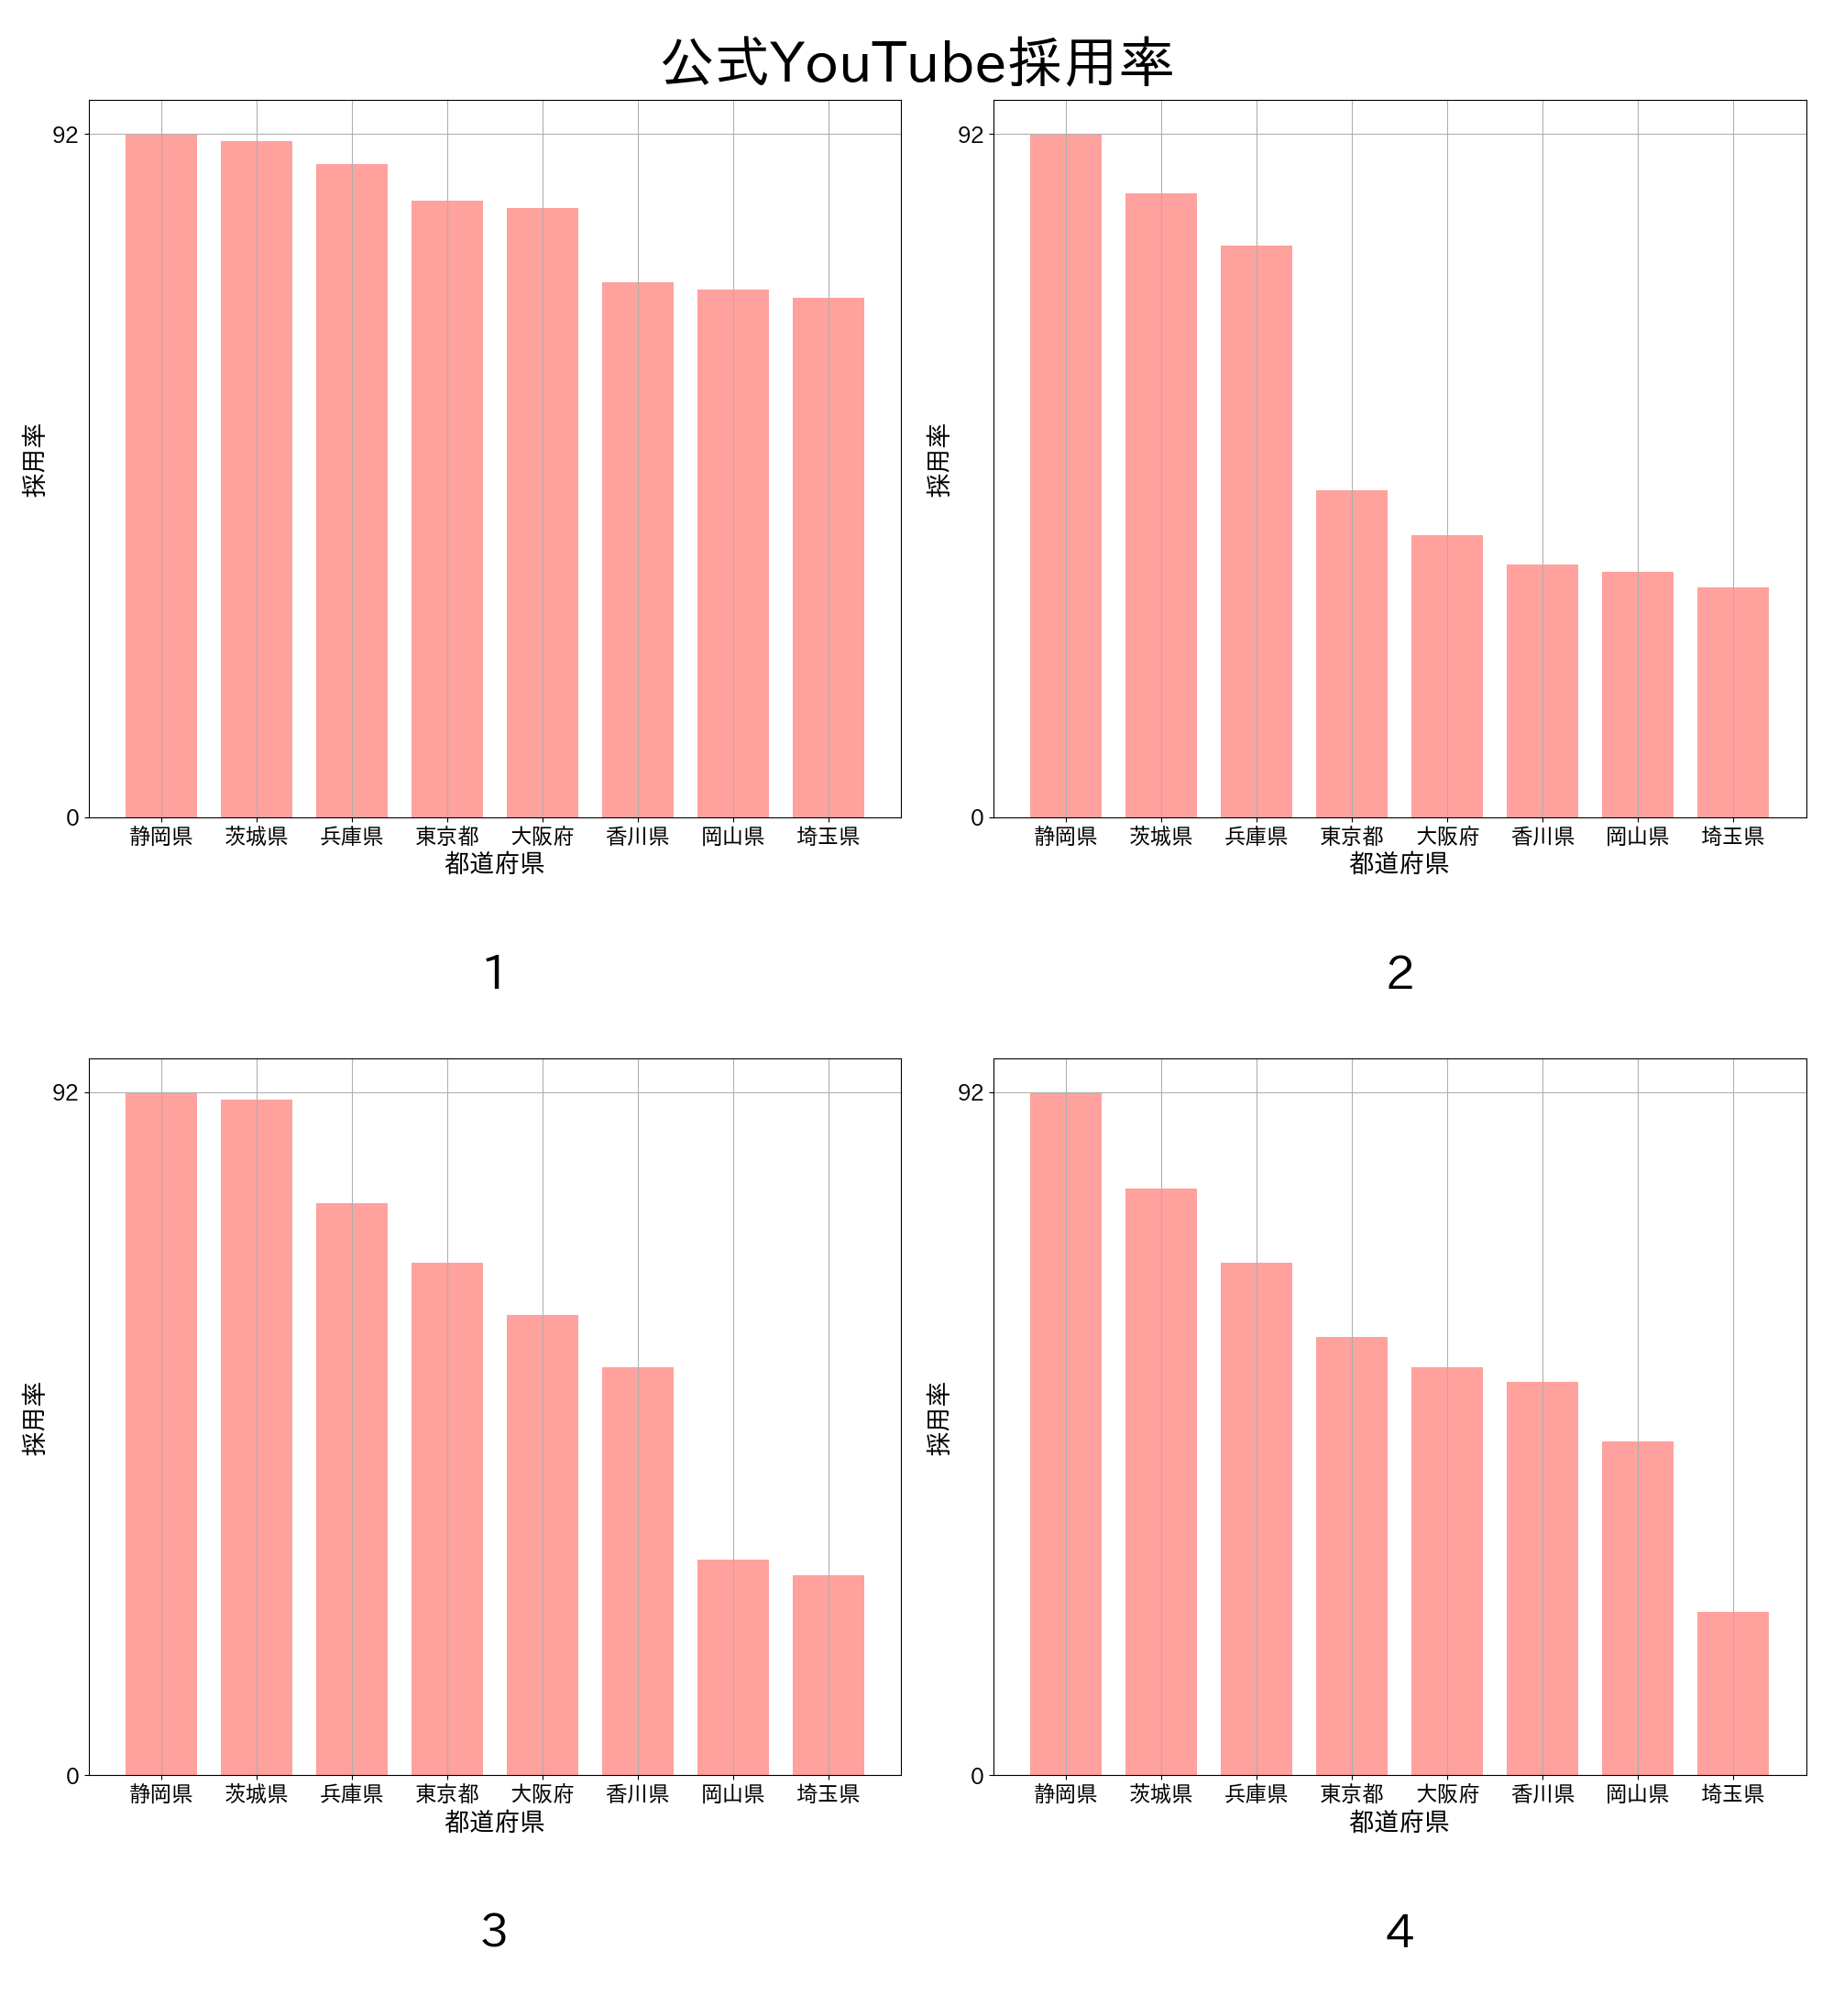 公式YouTube採用率
92
0
採用率
静岡県 茨城県 兵庫県 東京都 大阪府 香川県 岡山県 埼玉県
都道府県
1
92
0
採用率
静岡県 茨城県 兵庫県 東京都 大阪府 香川県 岡山県 埼玉県
都道府県
2
92
0
採用率
静岡県 茨城県 兵庫県 東京都 大阪府 香川県 岡山県 埼玉県
都道府県
3
92
0
採用率
静岡県 茨城県 兵庫県 東京都 大阪府 香川県 岡山県 埼玉県
都道府県
4